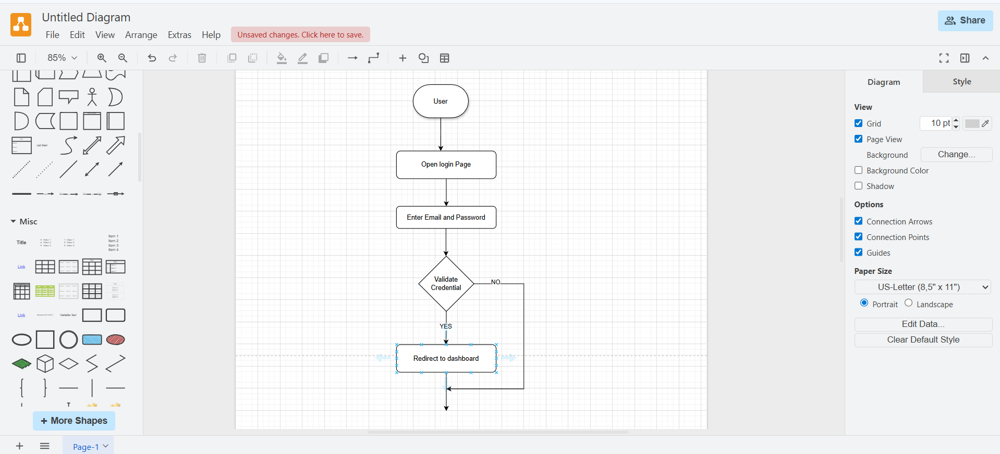 Untitled Diagram
File Edit View Arrange Extras Help Unsaved changes. Click here to save.
Share
85%
Diagram Style
View
Grid 10 pt
Page View
Background Change...
Background Color
Shadow
Options
Connection Arrows
Connection Points
Guides
Paper Size
US-Letter (8,5" x 11")
Portrait Landscape
Edit Data...
Clear Default Style
List Item
Misc
Title
Item 1
Item 2
Item 3
Item 4
Link
Link
Variable Text
+ More Shapes
User
Open login Page
Enter Email and Password
Validate
Credential
NO
YES
Redirect to dashboard
Page-1